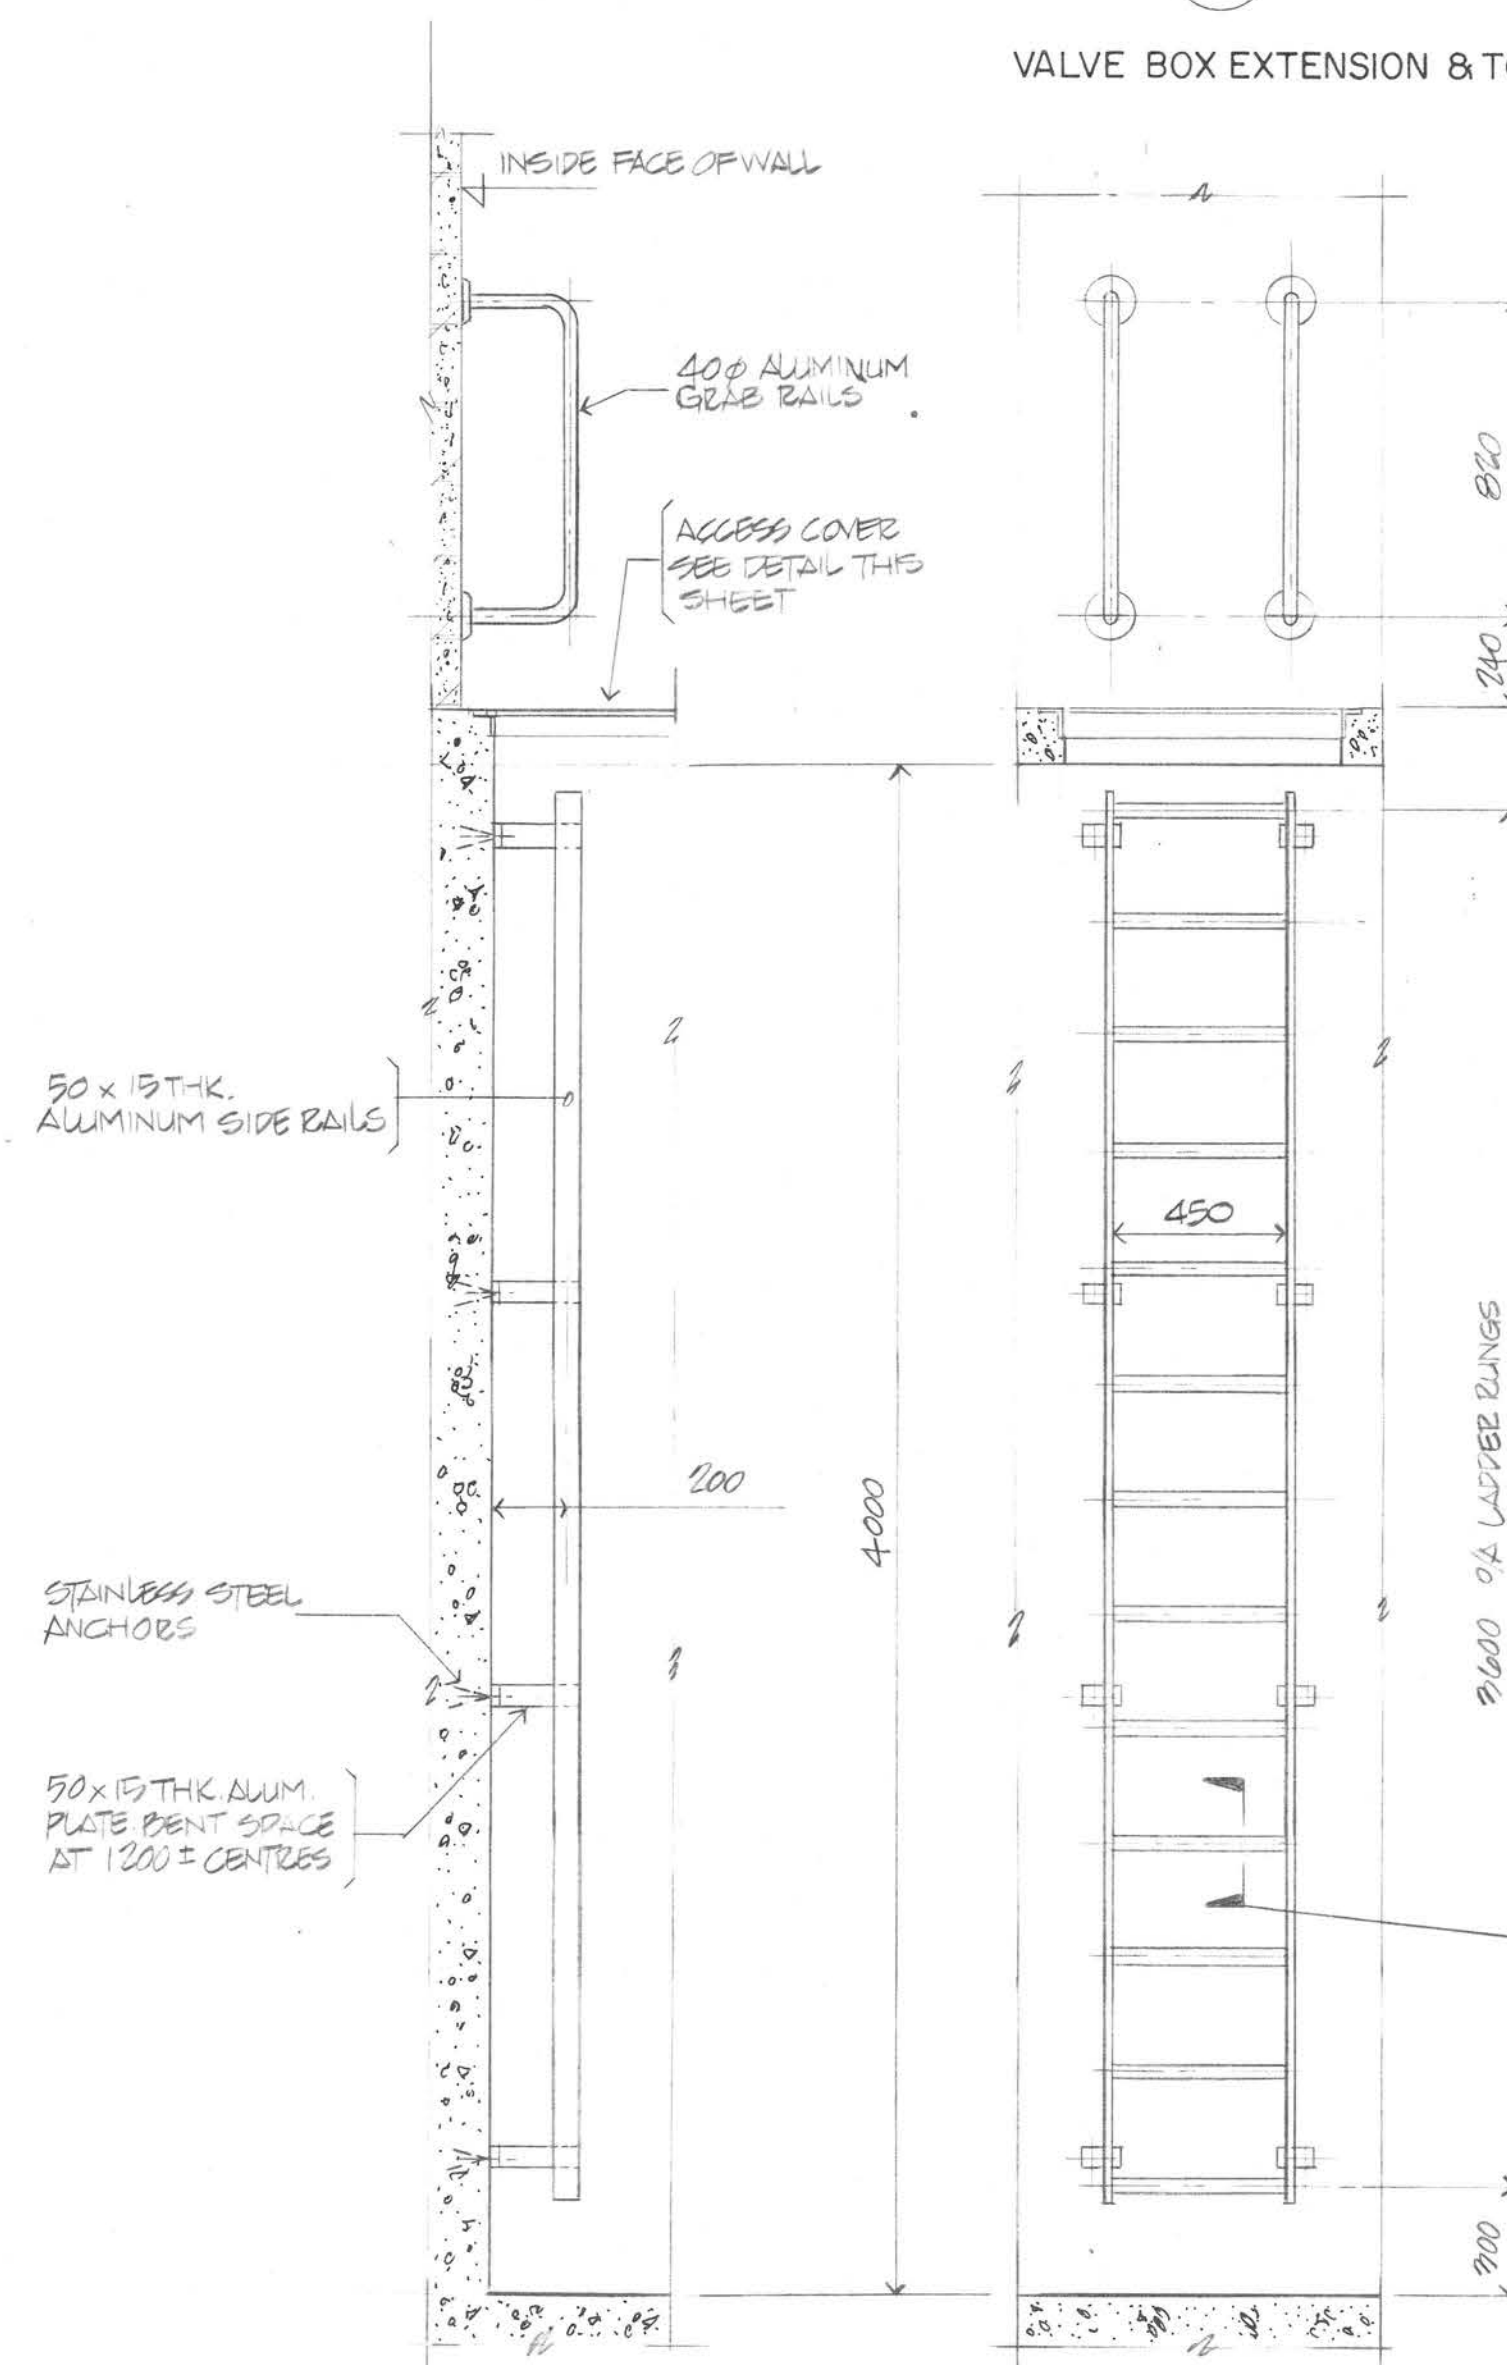 VALVE BOX EXTENSION & T
INSIDE FACE OF WALL
40φ ALUMINUM
GRAB RAILS
ACCESS COVER
SEE DETAIL THIS
SHEET
820
240
50 x 15 THK.
ALUMINUM SIDE RAILS
450
200
4000
3600 O/A LADDER RUNGS
STAINLESS STEEL
ANCHORS
50 x 15 THK. ALUM.
PLATE BENT SPACE
AT 1200 ± CENTRES
300